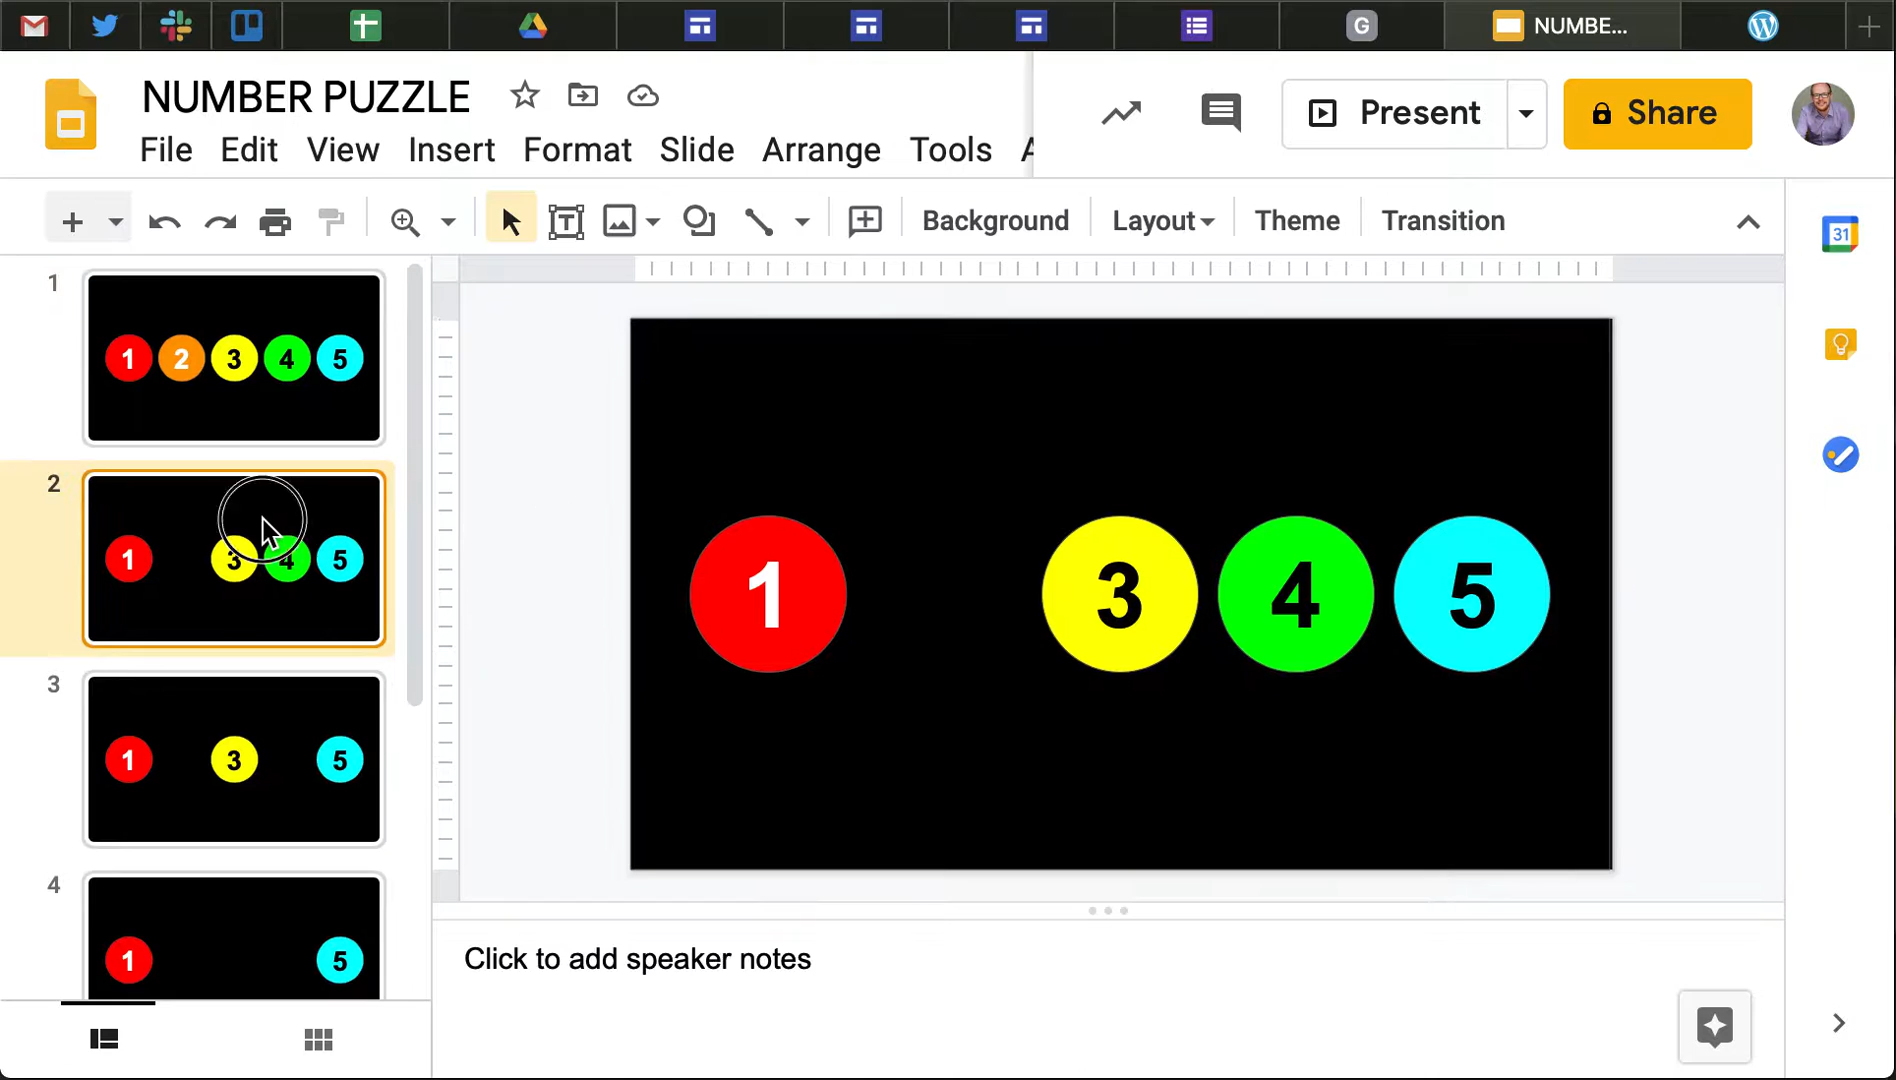 NUMBE...
NUMBER PUZZLE
File Edit View Insert Format Slide Arrange Tools
Present
Share
Background Layout Theme Transition
31
1
1 2 3 4 5
2
1 3 4 5
3
1 3 5
4
1 5
1 3 4 5
Click to add speaker notes